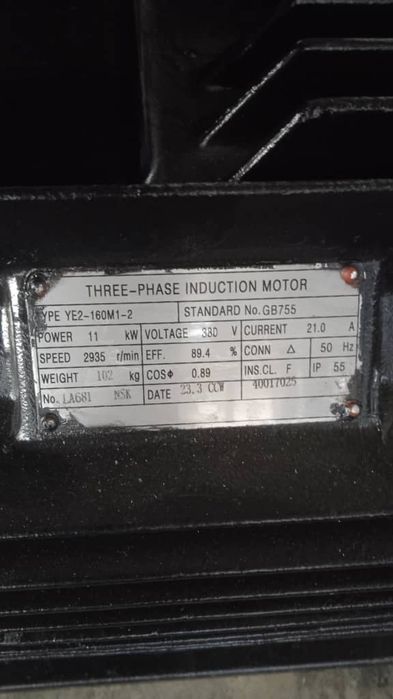 THREE-PHASE INDUCTION MOTOR
TYPE YE2-160M1-2 STANDARD No. GB755
POWER 11 kW VOLTAGE 380 V CURRENT 21.0 A
SPEED 2935 r/min EFF. 89.4 % CONN △ 50 Hz
WEIGHT 102 kg COSΦ 0.89 INS.CL. F IP 55
No. LA681 NSK DATE 23.3 CCW 40017025